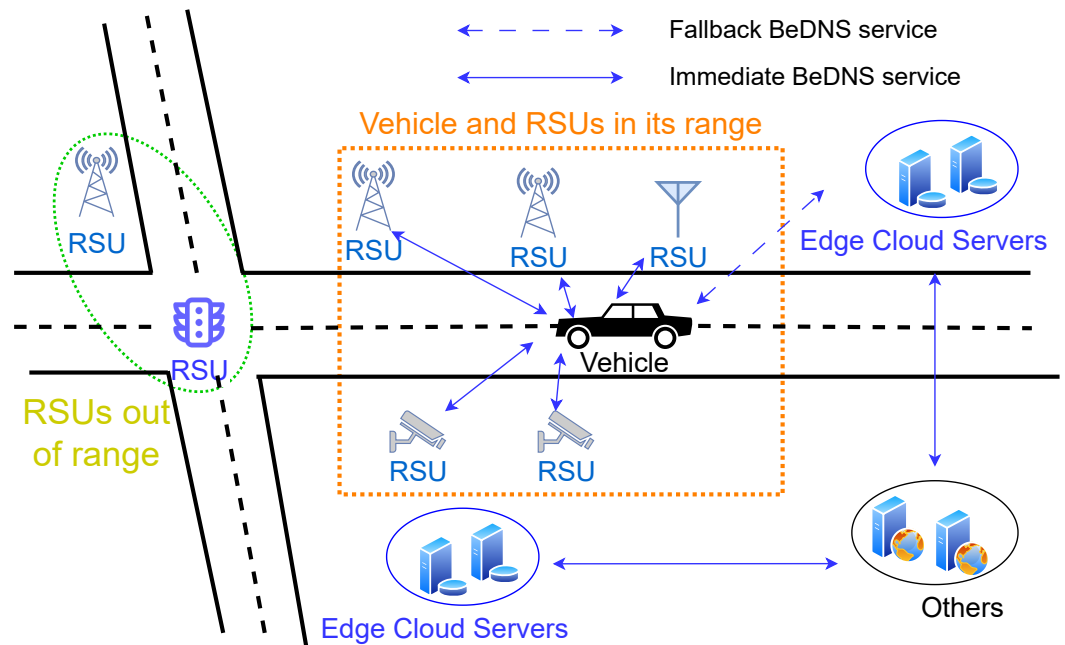 Fallback BeDNS service
Immediate BeDNS service
Vehicle and RSUs in its range
RSU
RSU
RSU
RSU
Edge Cloud Servers
RSU
Vehicle
RSUs out
of range
RSU
RSU
Edge Cloud Servers
Others